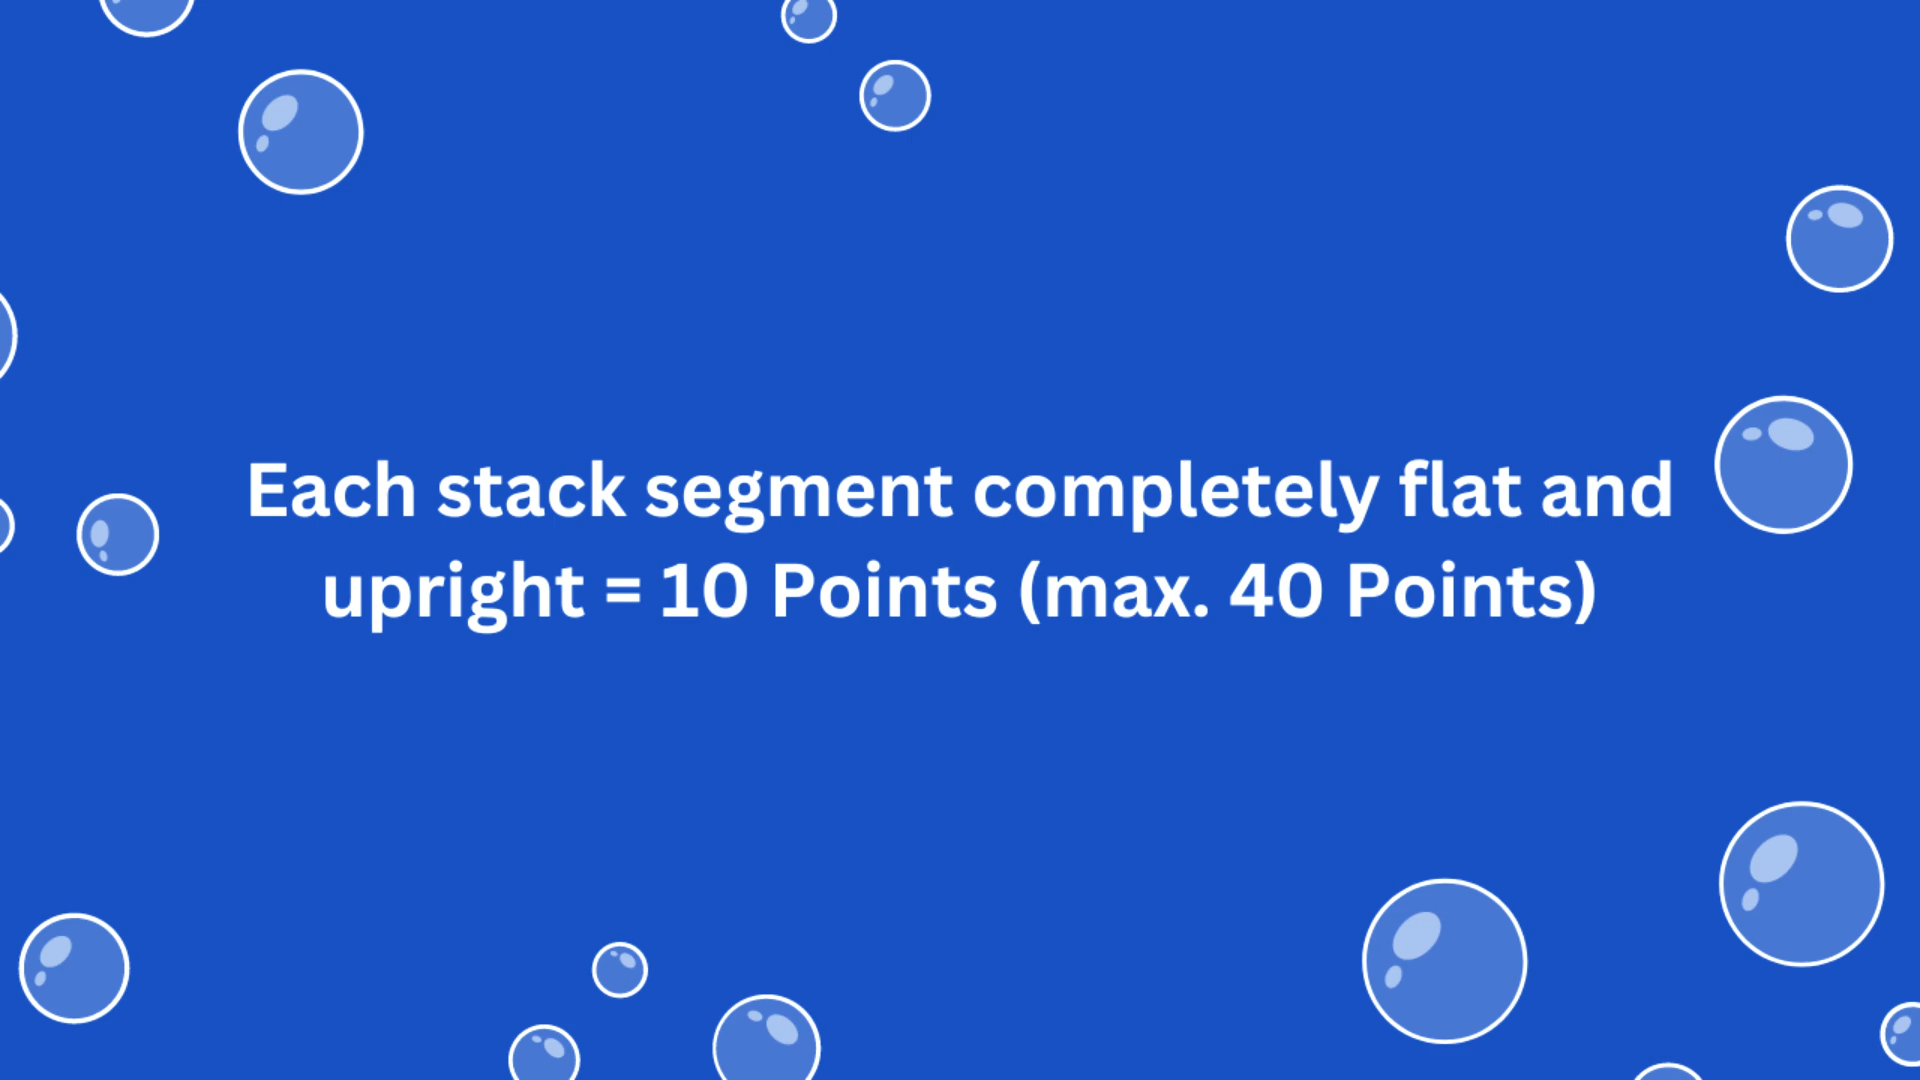 Each stack segment completely flat and
upright = 10 Points (max. 40 Points)